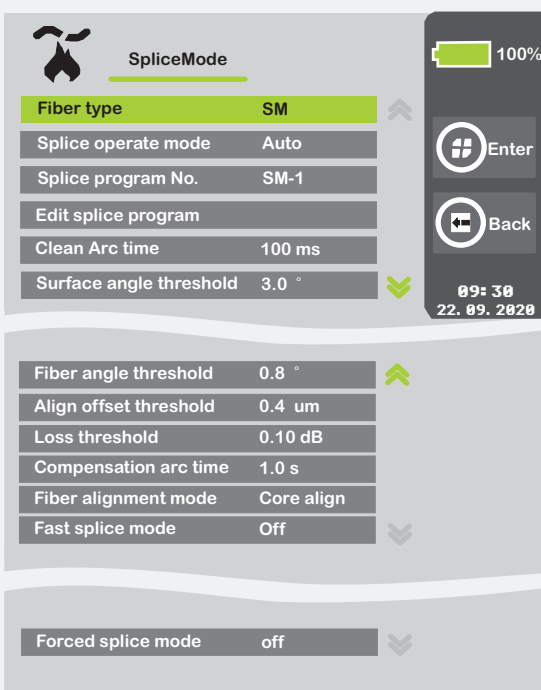 SpliceMode
100%
Fiber type SM
Splice operate mode Auto
Enter
Splice program No. SM-1
Edit splice program
Back
Clean Arc time 100 ms
Surface angle threshold 3.0 °
09:30
22.09.2020
Fiber angle threshold 0.8 °
Align offset threshold 0.4 um
Loss threshold 0.10 dB
Compensation arc time 1.0 s
Fiber alignment mode Core align
Fast splice mode Off
Forced splice mode off